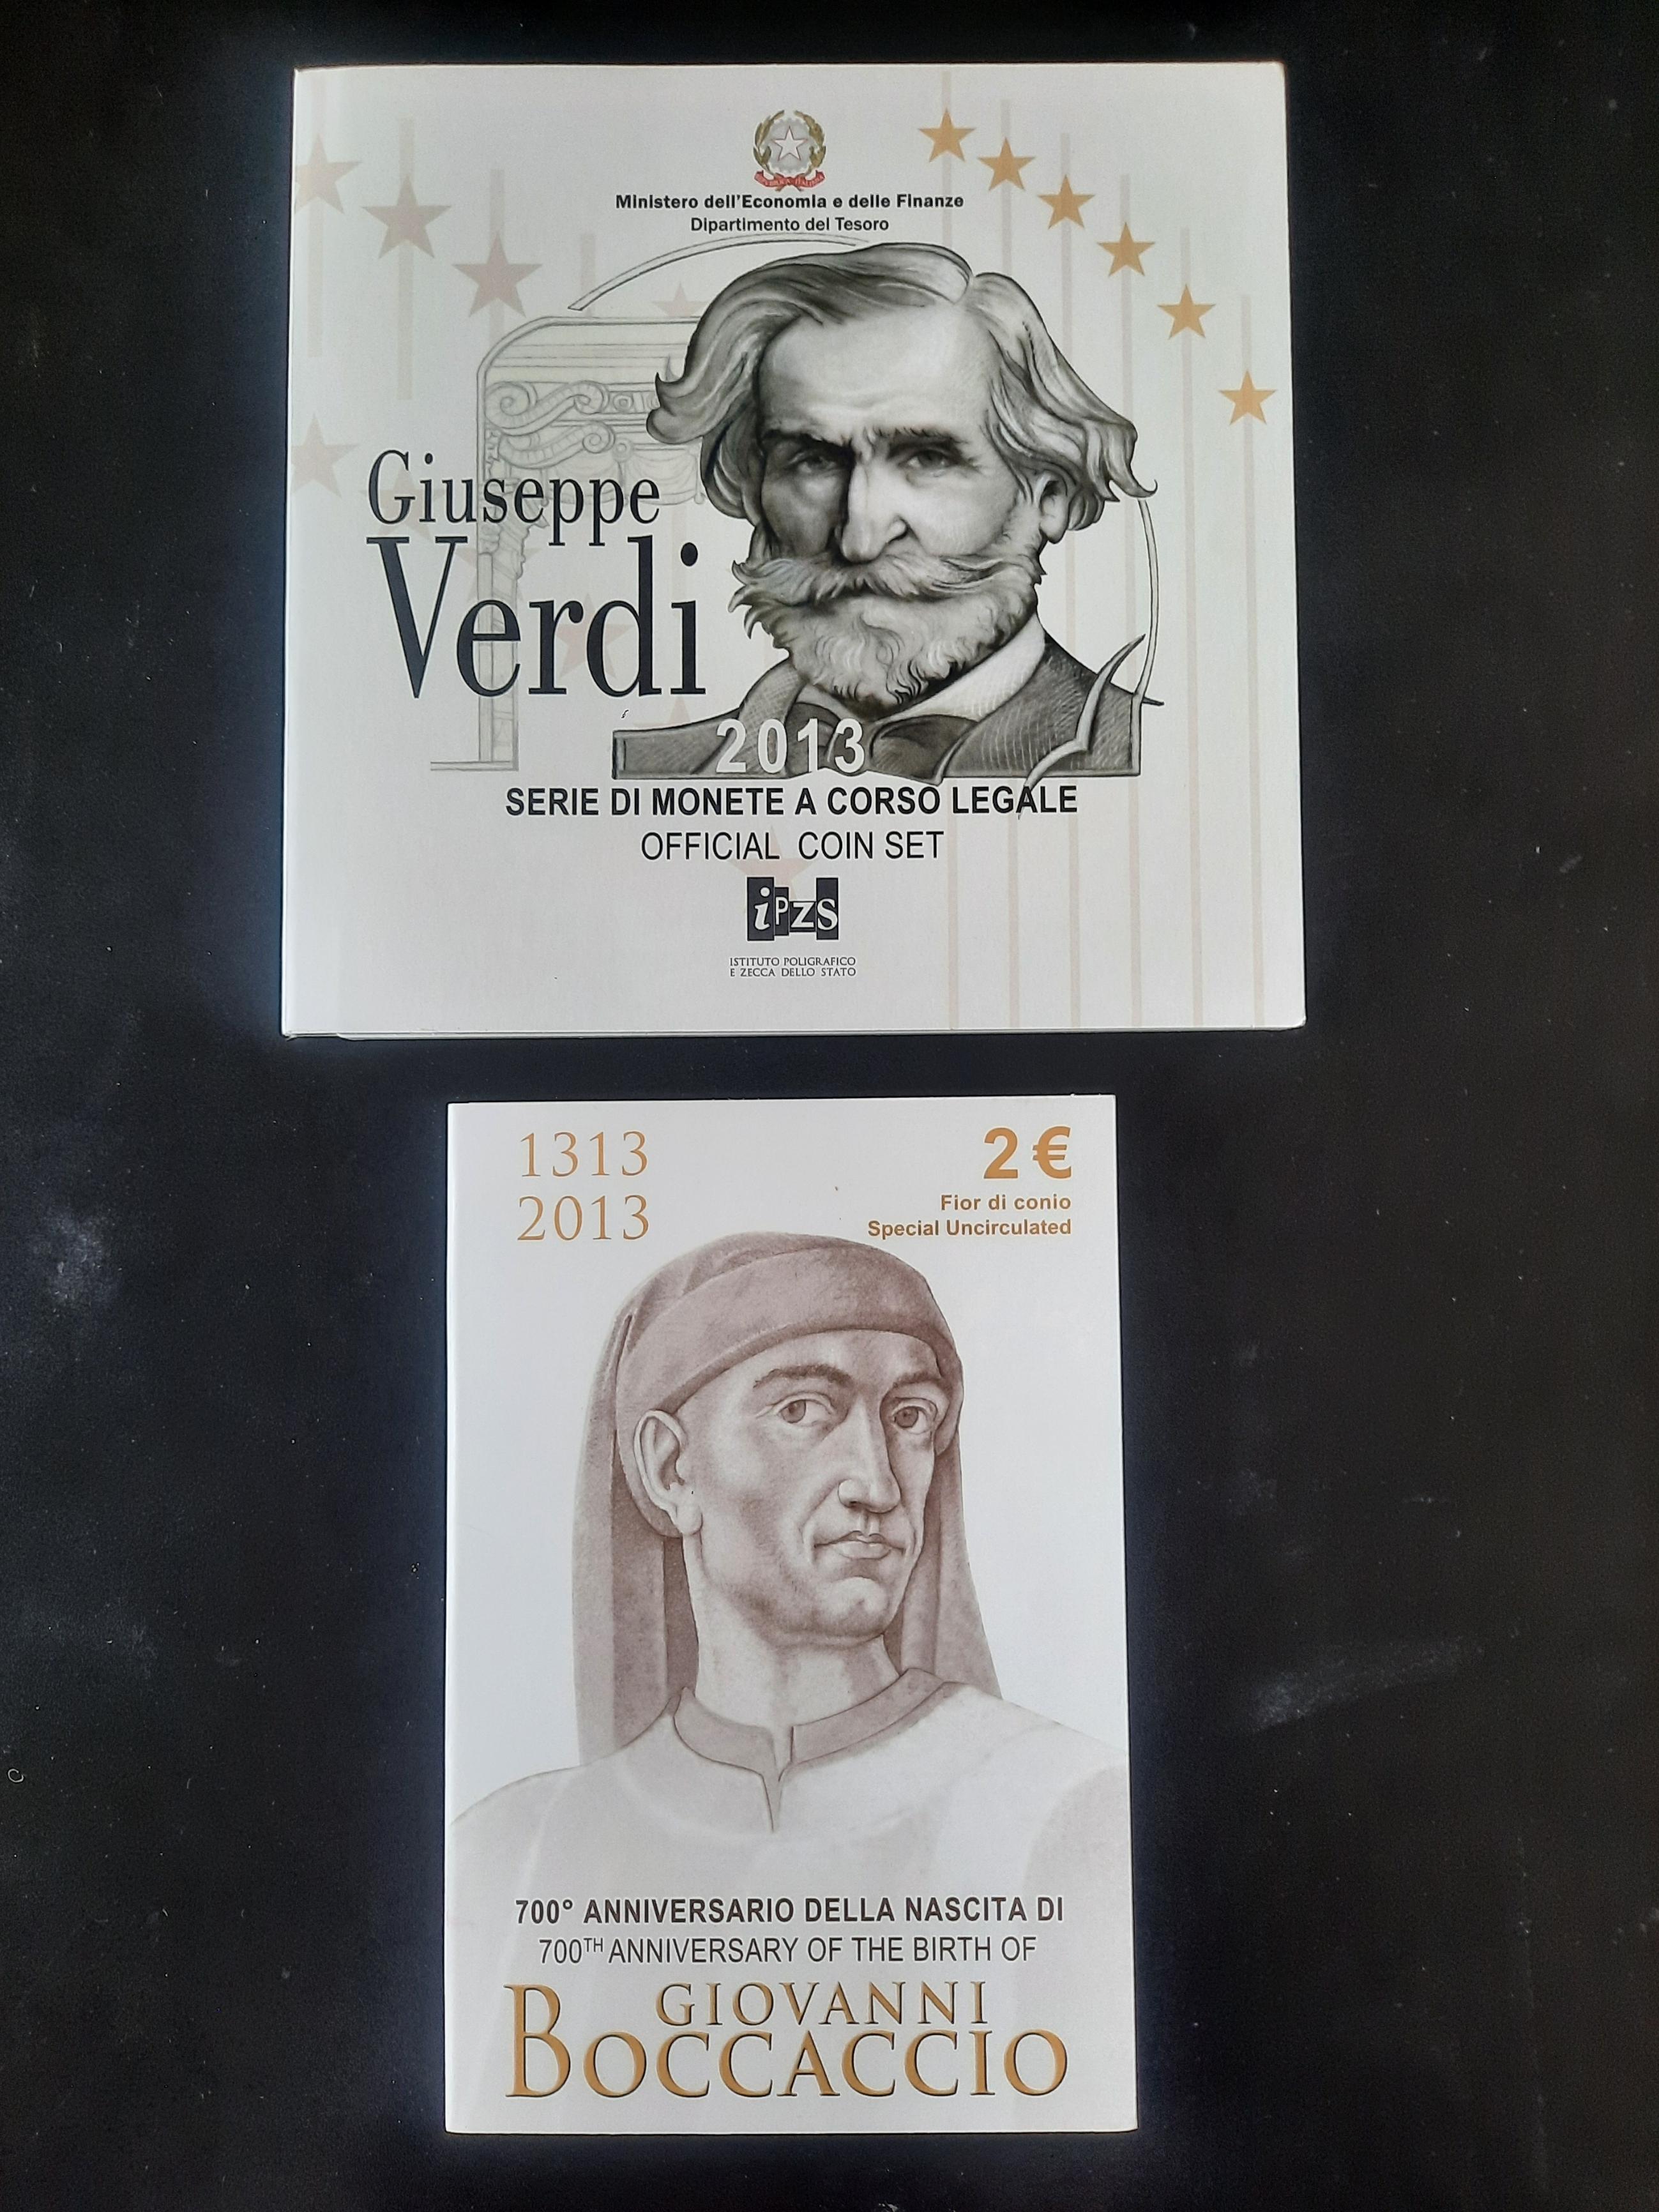 Ministero dell'Economia e delle Finanze
Dipartimento del Tesoro
Giuseppe
Verdi
2013
SERIE DI MONETE A CORSO LEGALE
OFFICIAL COIN SET
iPZS
ISTITUTO POLIGRAFICO
E ZECCA DELLO STATO
1313
2013
2 €
Fior di conio
Special Uncirculated
700° ANNIVERSARIO DELLA NASCITA DI
700TH ANNIVERSARY OF THE BIRTH OF
GIOVANNI
BOCCACCIO